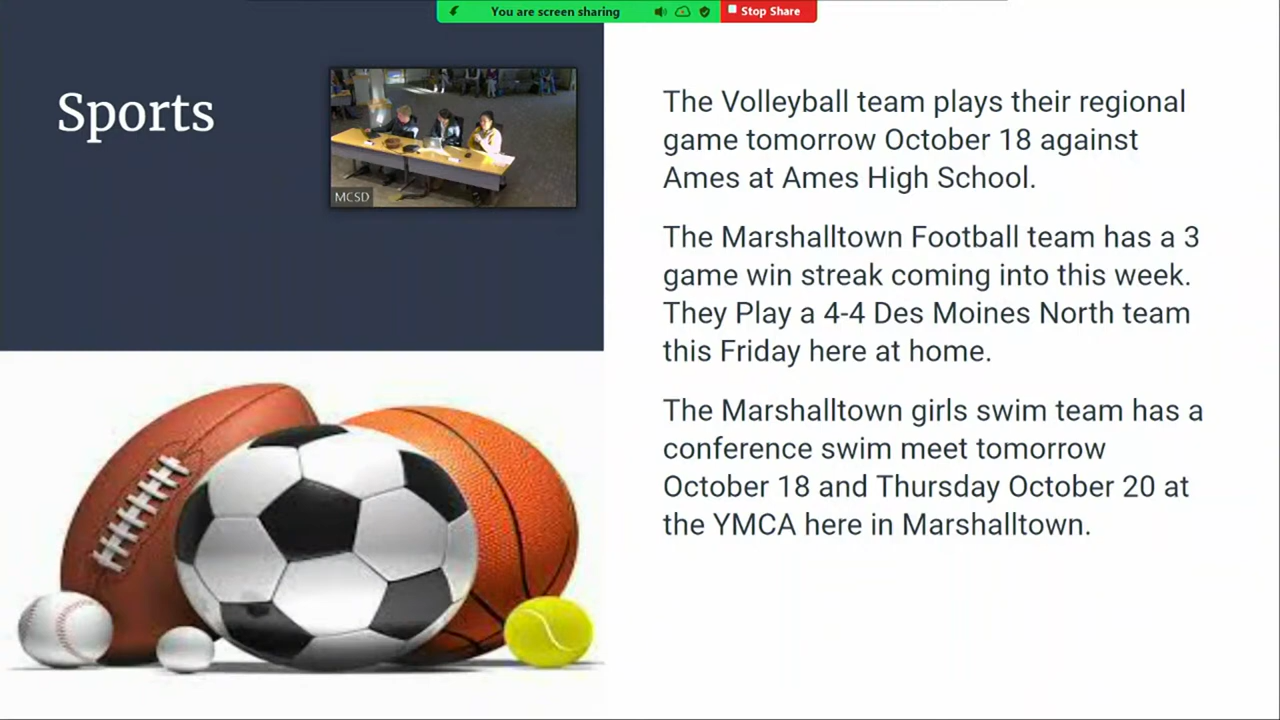 You are screen sharing
Stop Share
Sports
MCSD
The Volleyball team plays their regional
game tomorrow October 18 against
Ames at Ames High School.
The Marshalltown Football team has a 3
game win streak coming into this week.
They Play a 4-4 Des Moines North team
this Friday here at home.
The Marshalltown girls swim team has a
conference swim meet tomorrow
October 18 and Thursday October 20 at
the YMCA here in Marshalltown.